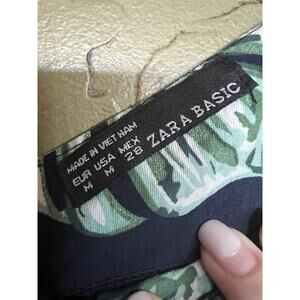 ZARA BASIC
MADE IN VIETNAM
EUR USA MEX
M M 28